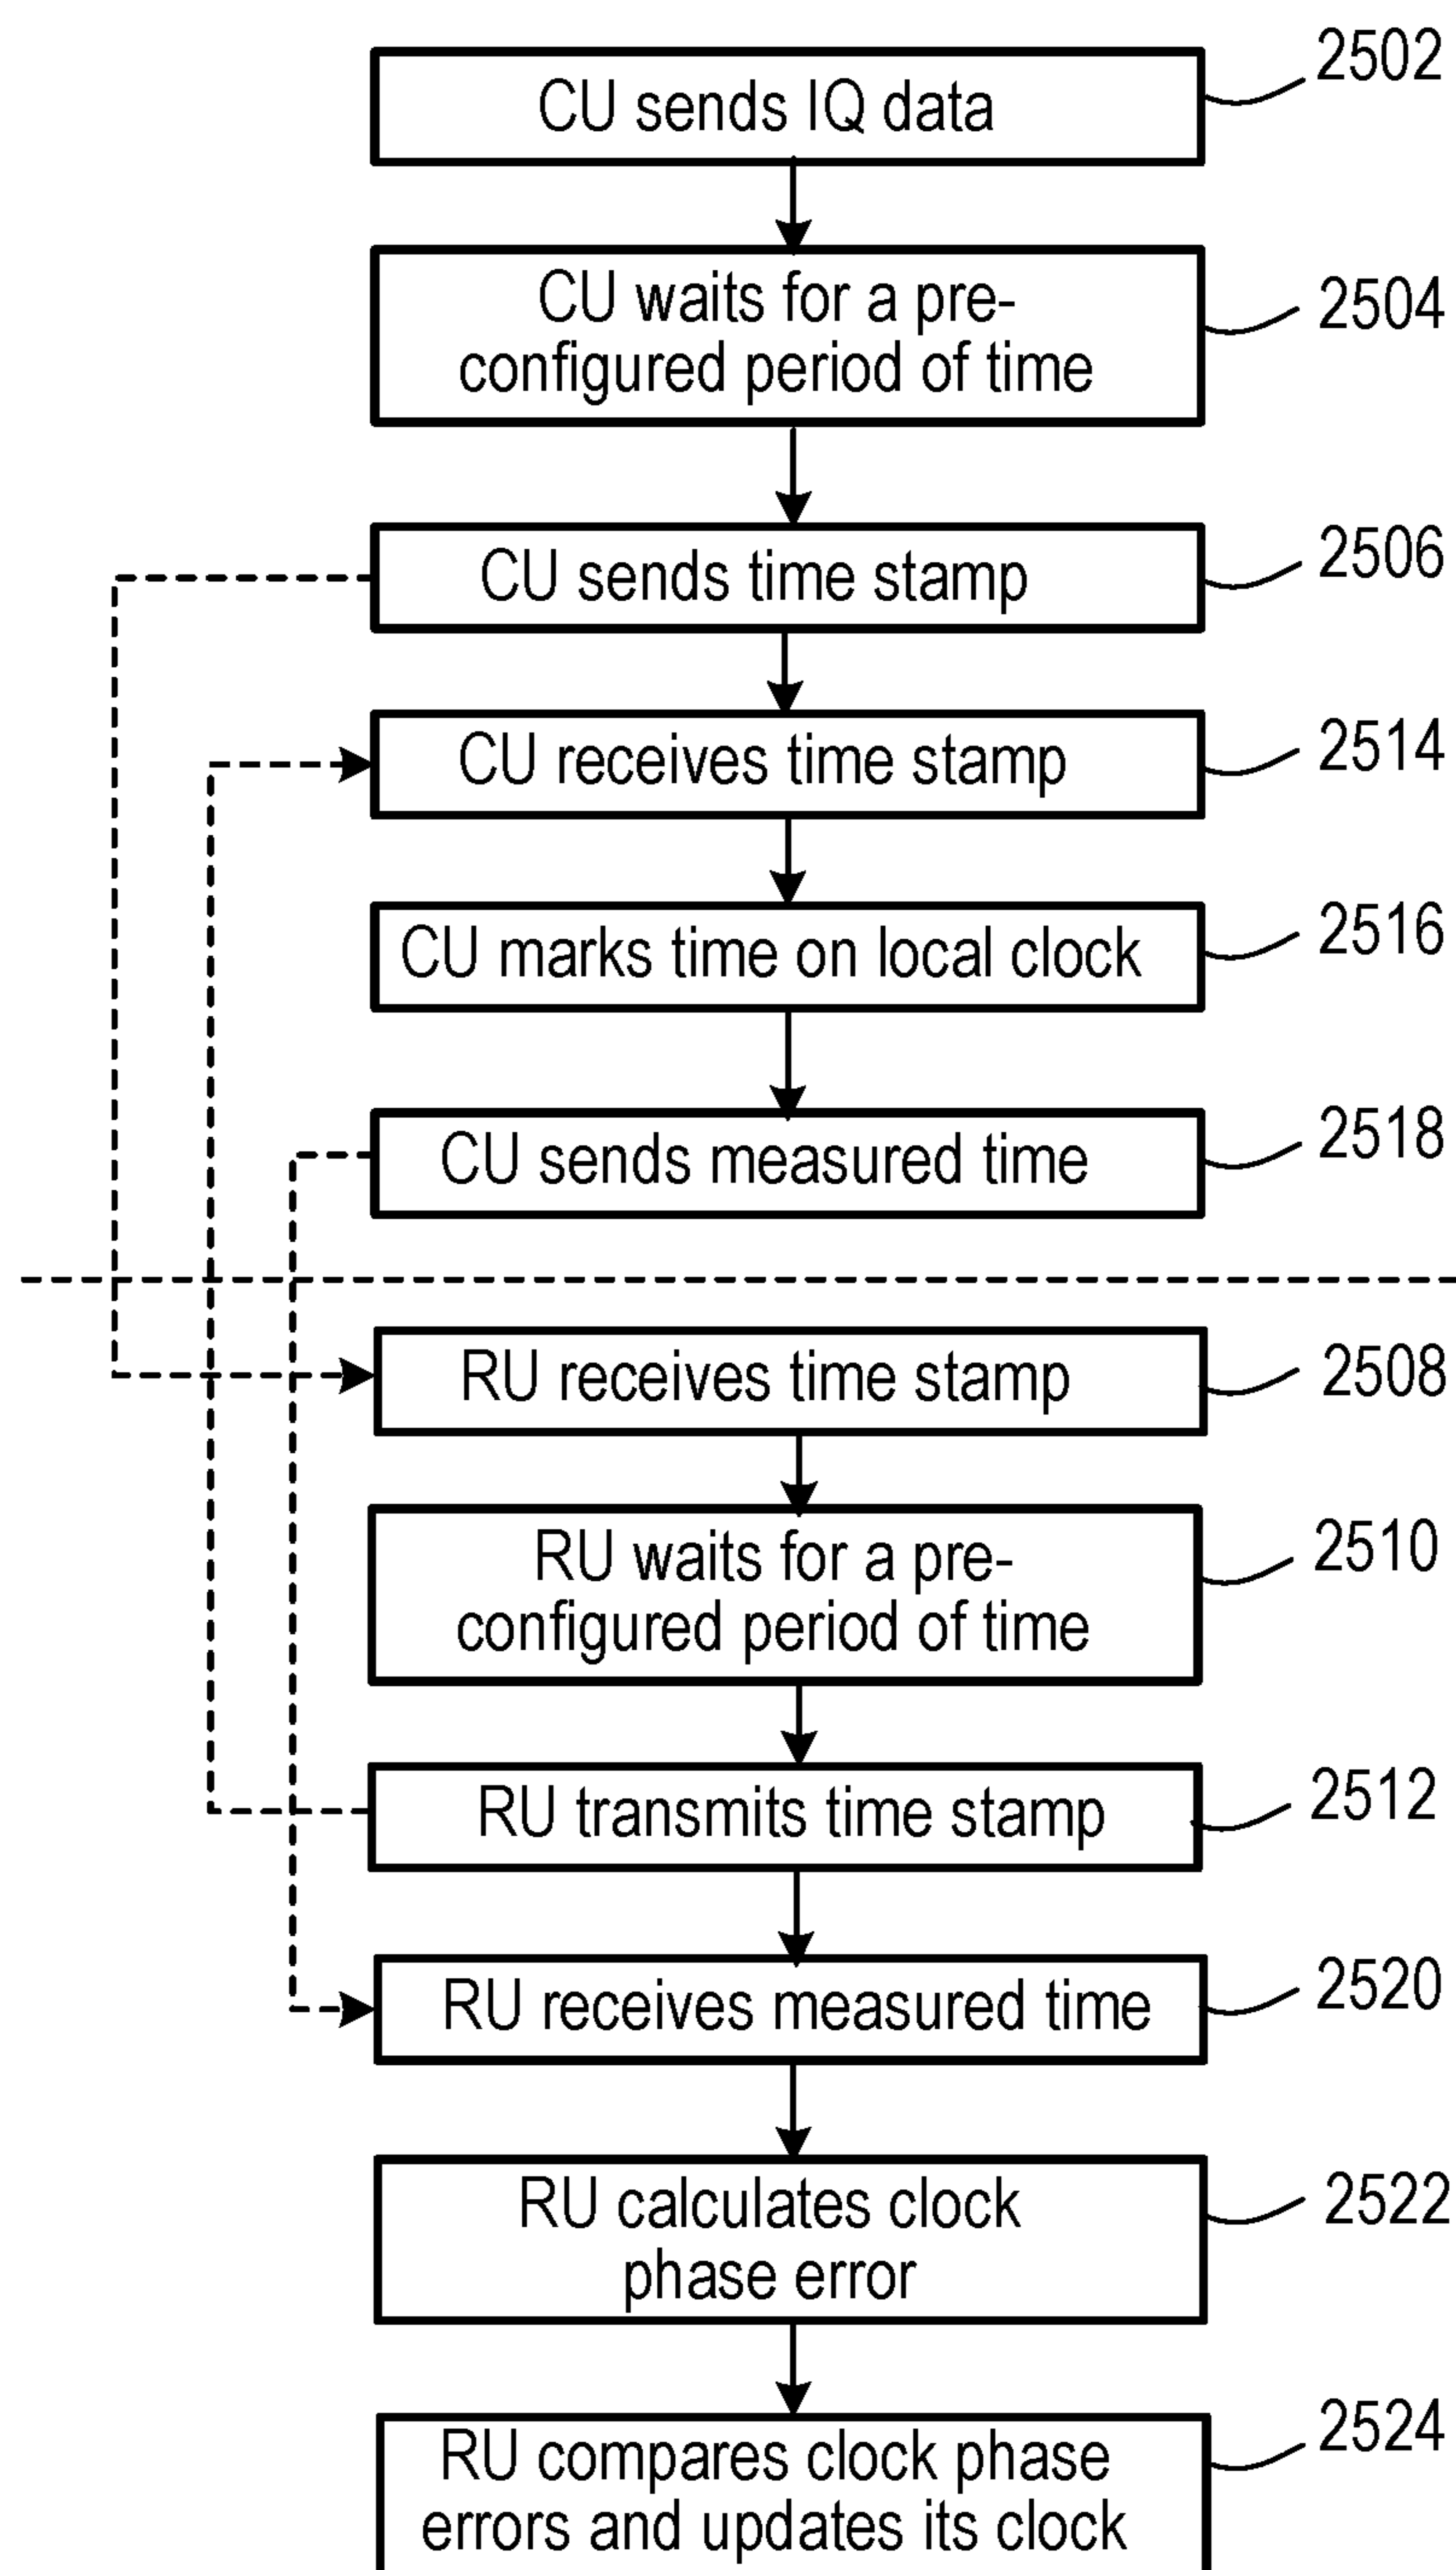 2502
CU sends IQ data
CU waits for a pre-
configured period of time
2504
CU sends time stamp
2506
CU receives time stamp
2514
CU marks time on local clock
2516
CU sends measured time
2518
RU receives time stamp
2508
RU waits for a pre-
configured period of time
2510
RU transmits time stamp
2512
RU receives measured time
2520
RU calculates clock
phase error
2522
RU compares clock phase
errors and updates its clock
2524